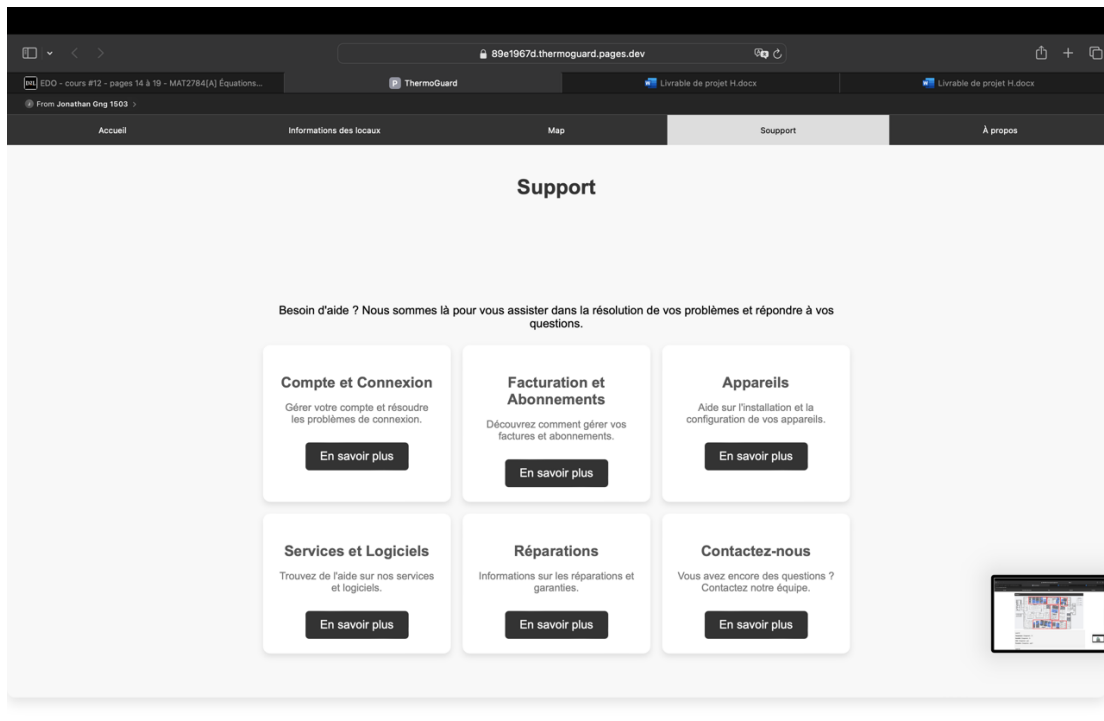 89e1967d.thermoguard.pages.dev
EDO - cours #12 - pages 14 à 19 - MAT2784[A] Équations...
ThermoGuard
Livrable de projet H.docx
Livrable de projet H.docx
From Jonathan Gng 1503
Accueil
Informations des locaux
Map
Soupport
À propos
Support
Besoin d'aide ? Nous sommes là pour vous assister dans la résolution de vos problèmes et répondre à vos
questions.
Compte et Connexion
Gérer votre compte et résoudre
les problèmes de connexion.
En savoir plus
Facturation et
Abonnements
Découvrez comment gérer vos
factures et abonnements.
En savoir plus
Appareils
Aide sur l'installation et la
configuration de vos appareils.
En savoir plus
Services et Logiciels
Trouvez de l'aide sur nos services
et logiciels.
En savoir plus
Réparations
Informations sur les réparations et
garanties.
En savoir plus
Contactez-nous
Vous avez encore des questions ?
Contactez notre équipe.
En savoir plus